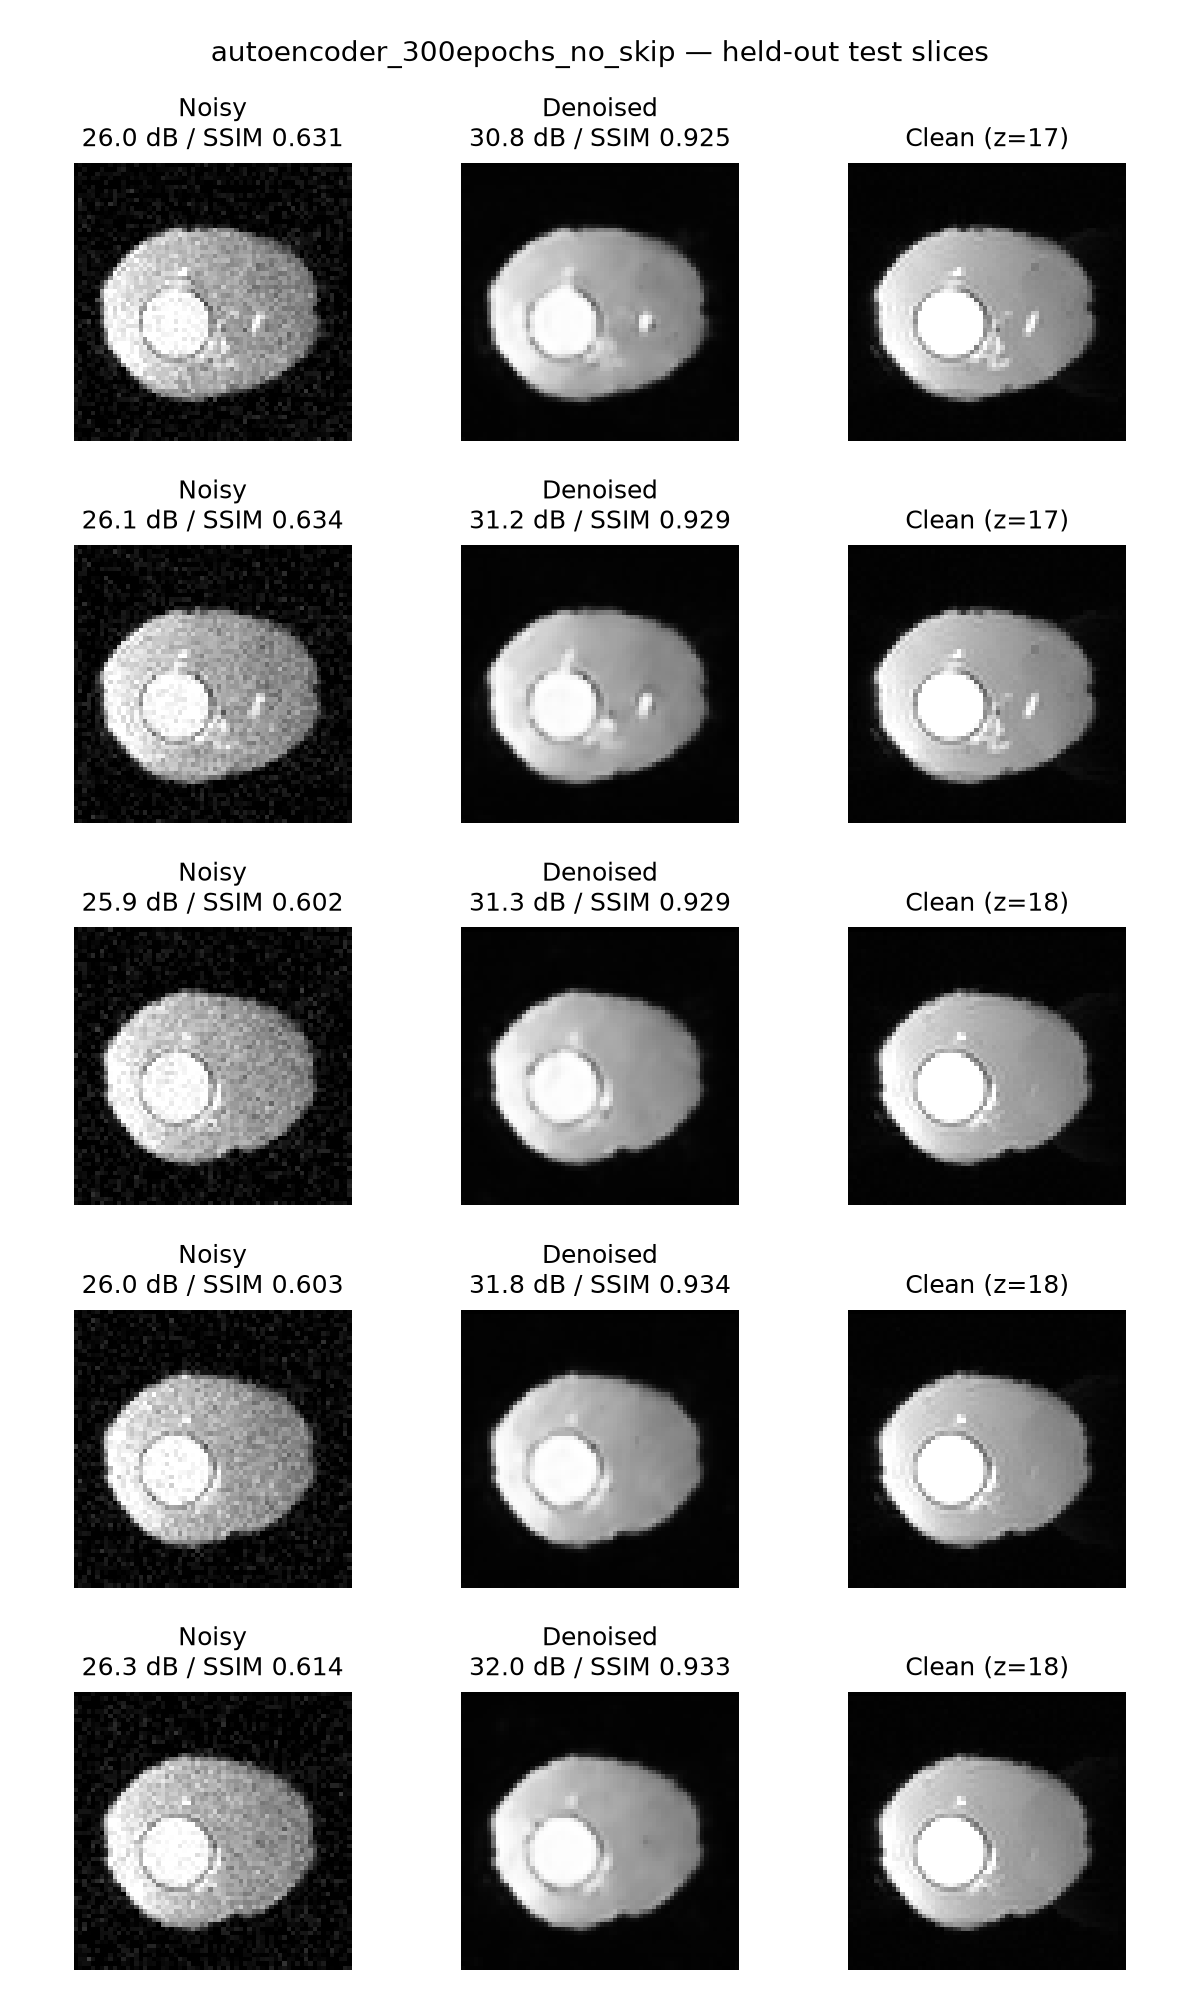 autoencoder_300epochs_no_skip — held-out test slices
Noisy
26.0 dB / SSIM 0.631
Denoised
30.8 dB / SSIM 0.925
Clean (z=17)
Noisy
26.1 dB / SSIM 0.634
Denoised
31.2 dB / SSIM 0.929
Clean (z=17)
Noisy
25.9 dB / SSIM 0.602
Denoised
31.3 dB / SSIM 0.929
Clean (z=18)
Noisy
26.0 dB / SSIM 0.603
Denoised
31.8 dB / SSIM 0.934
Clean (z=18)
Noisy
26.3 dB / SSIM 0.614
Denoised
32.0 dB / SSIM 0.933
Clean (z=18)